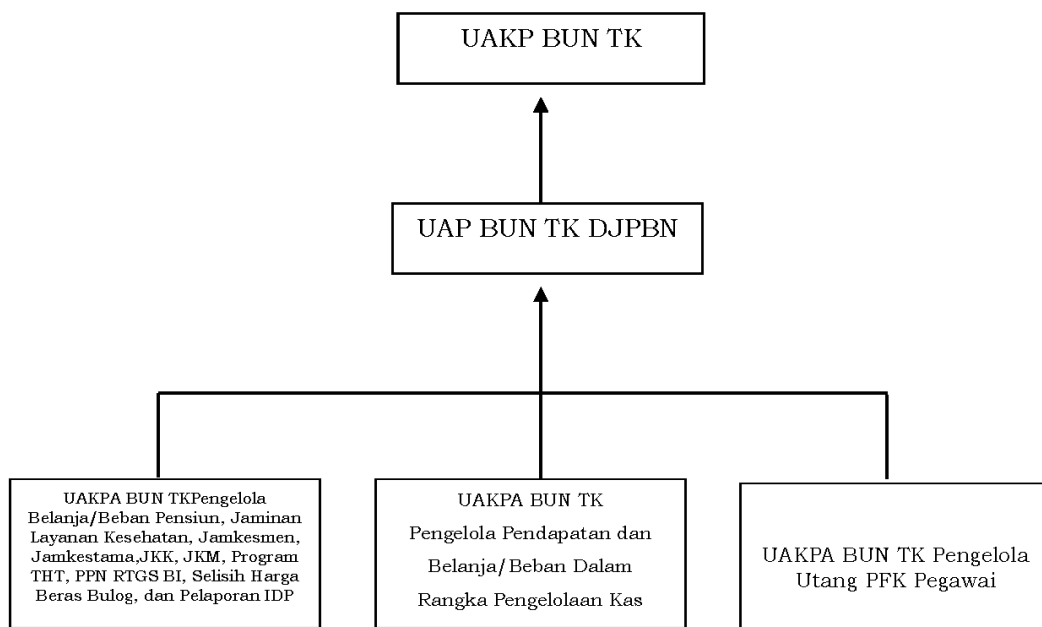 UAKP BUN TK
UAP BUN TK DJPBN
UAKPA BUN TKPengelola
Belanja/Beban Pensiun, Jaminan
Layanan Kesehatan, Jamkesmen,
Jamkestama,JKK, JKM, Program
THT, PPN RTGS BI, Selisih Harga
Beras Bulog, dan Pelaporan IDP
UAKPA BUN TK
Pengelola Pendapatan dan
Belanja/Beban Dalam
Rangka Pengelolaan Kas
UAKPA BUN TK Pengelola
Utang PFK Pegawai